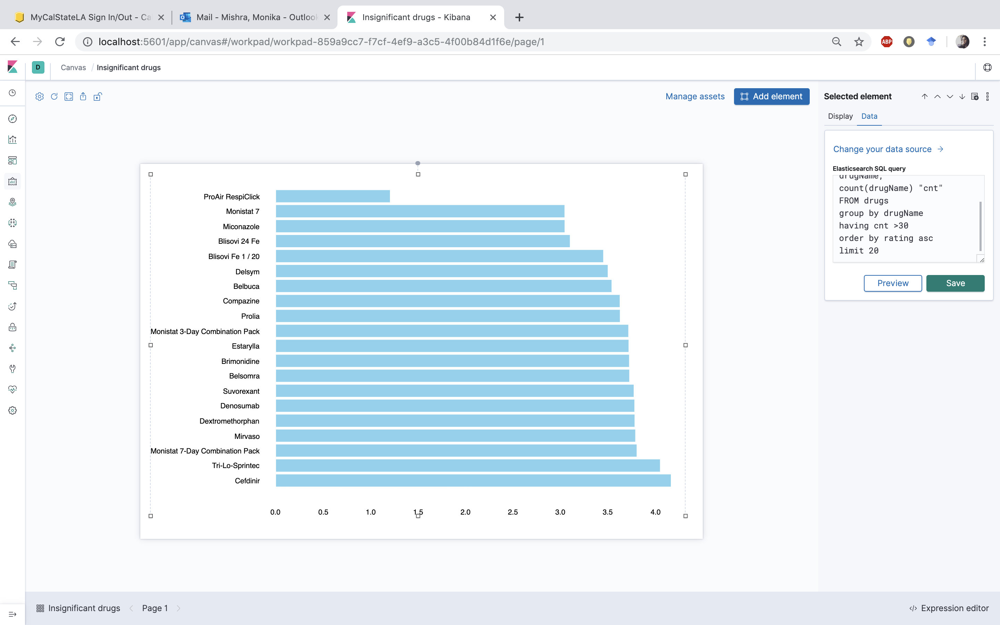 MyCalStateLA Sign In/Out - Ca
Mail - Mishra, Monika - Outlook
Insignificant drugs - Kibana
localhost:5601/app/canvas#/workpad/workpad-859a9cc7-f7cf-4ef9-a3c5-4f00b84d1f6e/page/1
ABP
D
Canvas / Insignificant drugs
Manage assets
Add element
Selected element
Display
Data
Change your data source
Elasticsearch SQL query
drugName,
count(drugName) "cnt"
FROM drugs
group by drugName
having cnt >30
order by rating asc
limit 20
Preview
Save
ProAir RespiClick
Monistat 7
Miconazole
Blisovi 24 Fe
Blisovi Fe 1 / 20
Delsym
Belbuca
Compazine
Prolia
Monistat 3-Day Combination Pack
Estarylla
Brimonidine
Belsomra
Suvorexant
Denosumab
Dextromethorphan
Mirvaso
Monistat 7-Day Combination Pack
Tri-Lo-Sprintec
Cefdinir
0.0 0.5 1.0 1.5 2.0 2.5 3.0 3.5 4.0
Insignificant drugs
Page 1
</> Expression editor